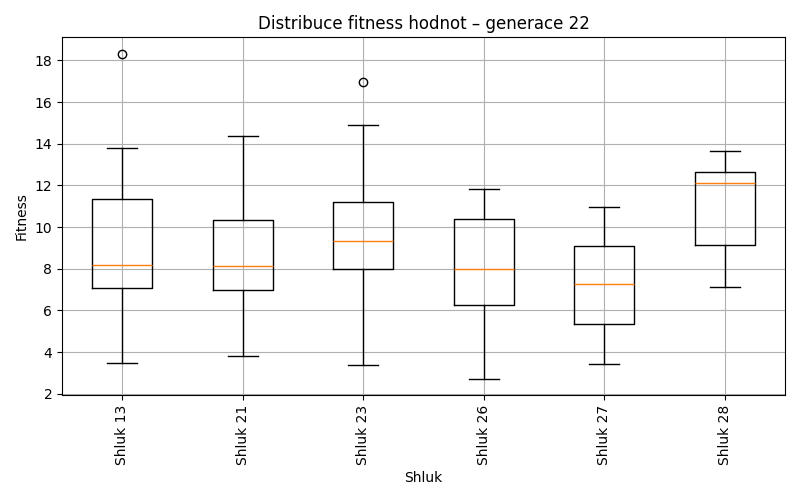 Distribuce fitness hodnot – generace 22
Fitness
18
16
14
12
10
8
6
4
2
Shluk 13
Shluk 21
Shluk 23
Shluk 26
Shluk 27
Shluk 28
Shluk